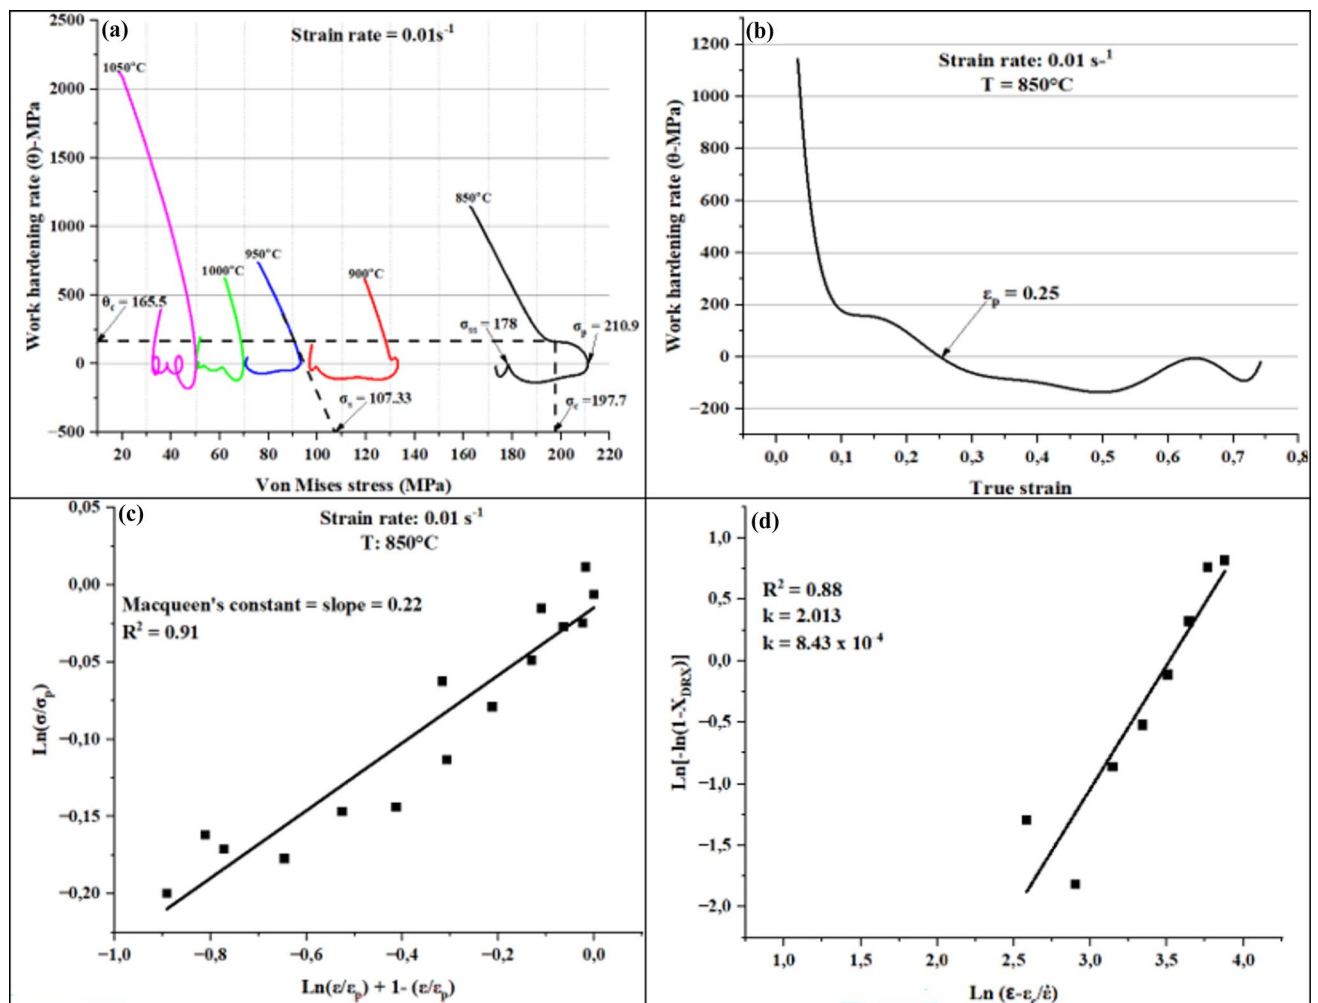 (a)
Strain rate = 0.01s⁻¹
2500
2000
1500
1000
500
0
−500
Work hardening rate (θ)-MPa
1050°C
1000°C
950°C
900°C
850°C
θc = 165.5
σss = 178
σp = 210.9
σs = 107.33
σc =197.7
20 40 60 80 100 120 140 160 180 200 220
Von Mises stress (MPa)
(b)
Strain rate: 0.01 s-¹
T = 850°C
1200
1000
800
600
400
200
0
−200
Work hardening rate (θ-MPa)
εp = 0.25
0,0 0,1 0,2 0,3 0,4 0,5 0,6 0,7 0,8
True strain
(c)
Strain rate: 0.01 s⁻¹
T: 850°C
Macqueen's constant = slope = 0.22
R² = 0.91
0,05
0,00
−0,05
−0,10
−0,15
−0,20
Ln(σ/σp)
−1,0 −0,8 −0,6 −0,4 −0,2 0,0
Ln(ε/εp) + 1- (ε/εp)
(d)
R² = 0.88
k = 2.013
k = 8.43 x 10⁻⁴
1,0
0,5
0,0
−0,5
−1,0
−1,5
−2,0
Ln[-ln(1-XDRX)]
1,0 1,5 2,0 2,5 3,0 3,5 4,0
Ln (ε-εc/ε̇)